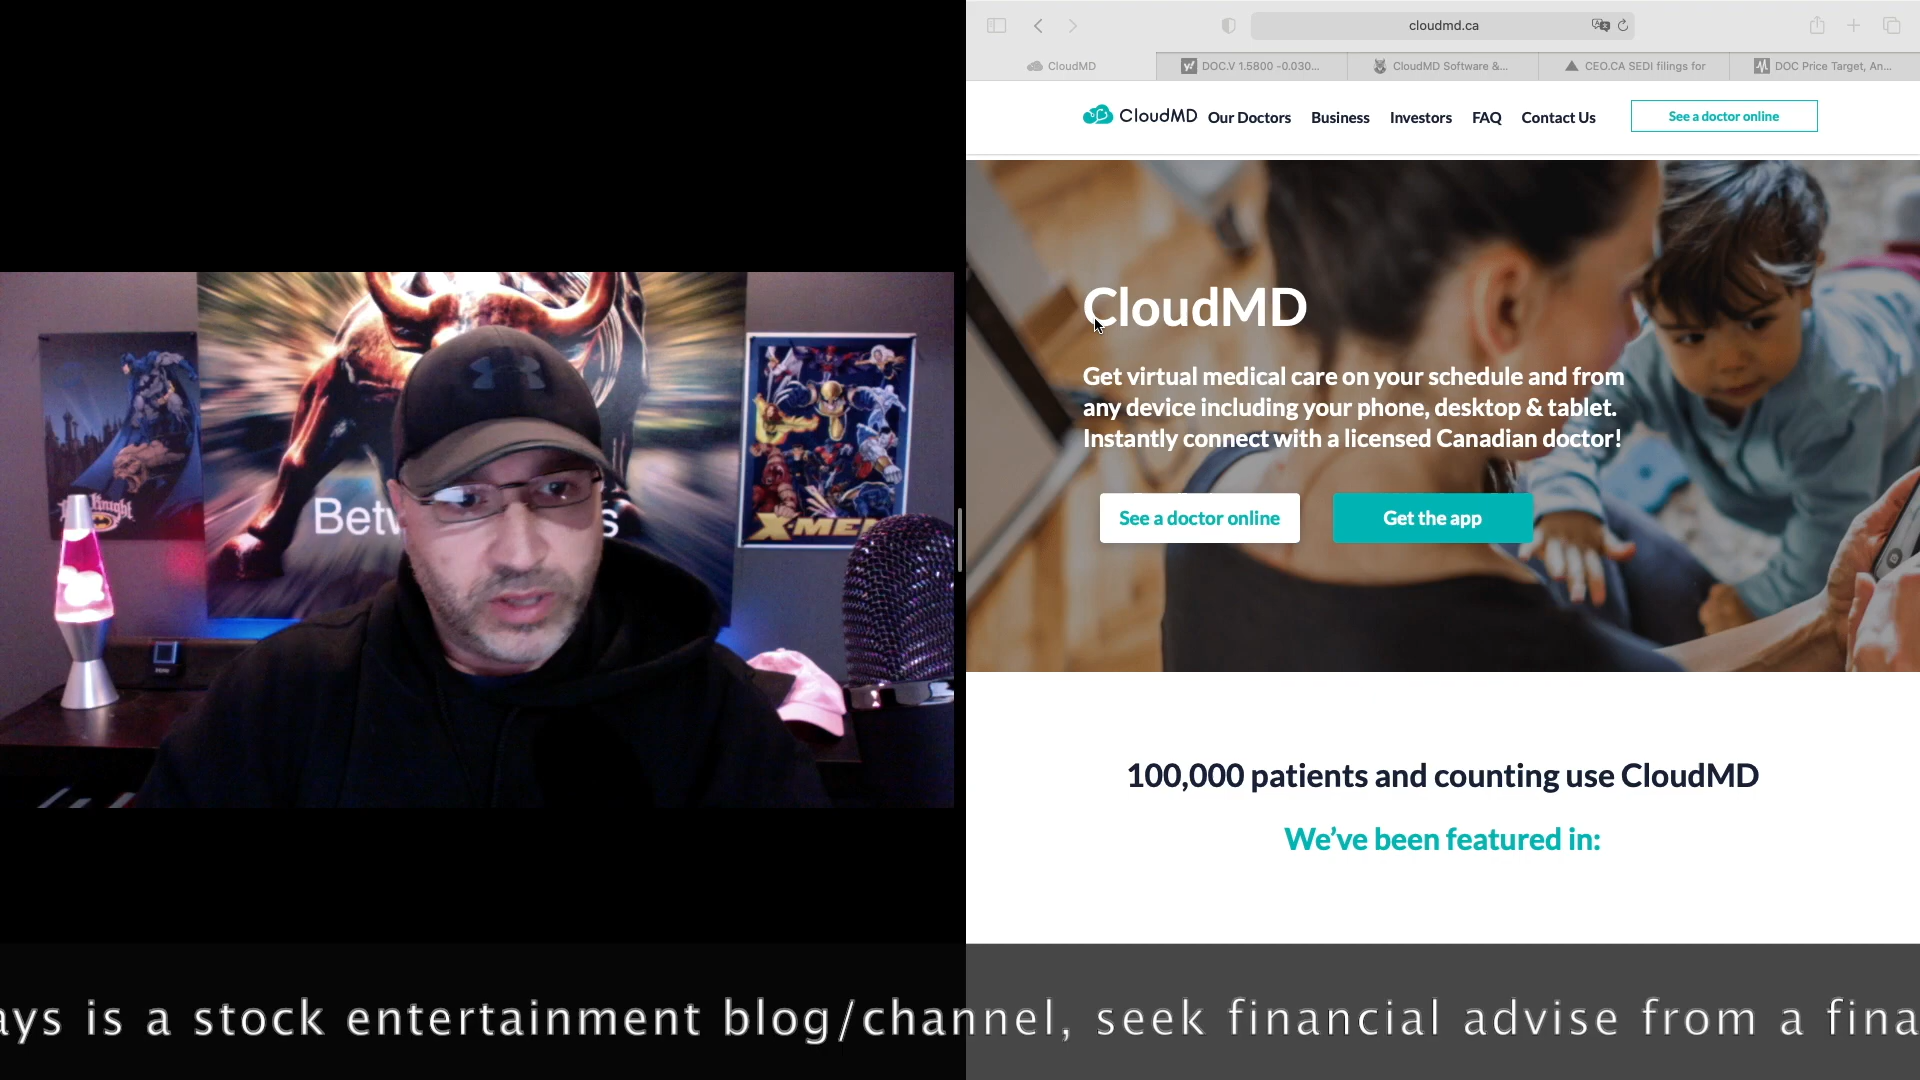 cloudmd.ca
CloudMD
DOC.V 1.5800 -0.030...
CloudMD Software &...
CEO.CA SEDI filings for
DOC Price Target, An...
CloudMD
Our Doctors
Business
Investors
FAQ
Contact Us
See a doctor online
CloudMD
Get virtual medical care on your schedule and from
any device including your phone, desktop & tablet.
Instantly connect with a licensed Canadian doctor!
See a doctor online
Get the app
100,000 patients and counting use CloudMD
We've been featured in:
Knight
X-MEN
is a stock entertainment blog/channel, seek financial advise from a